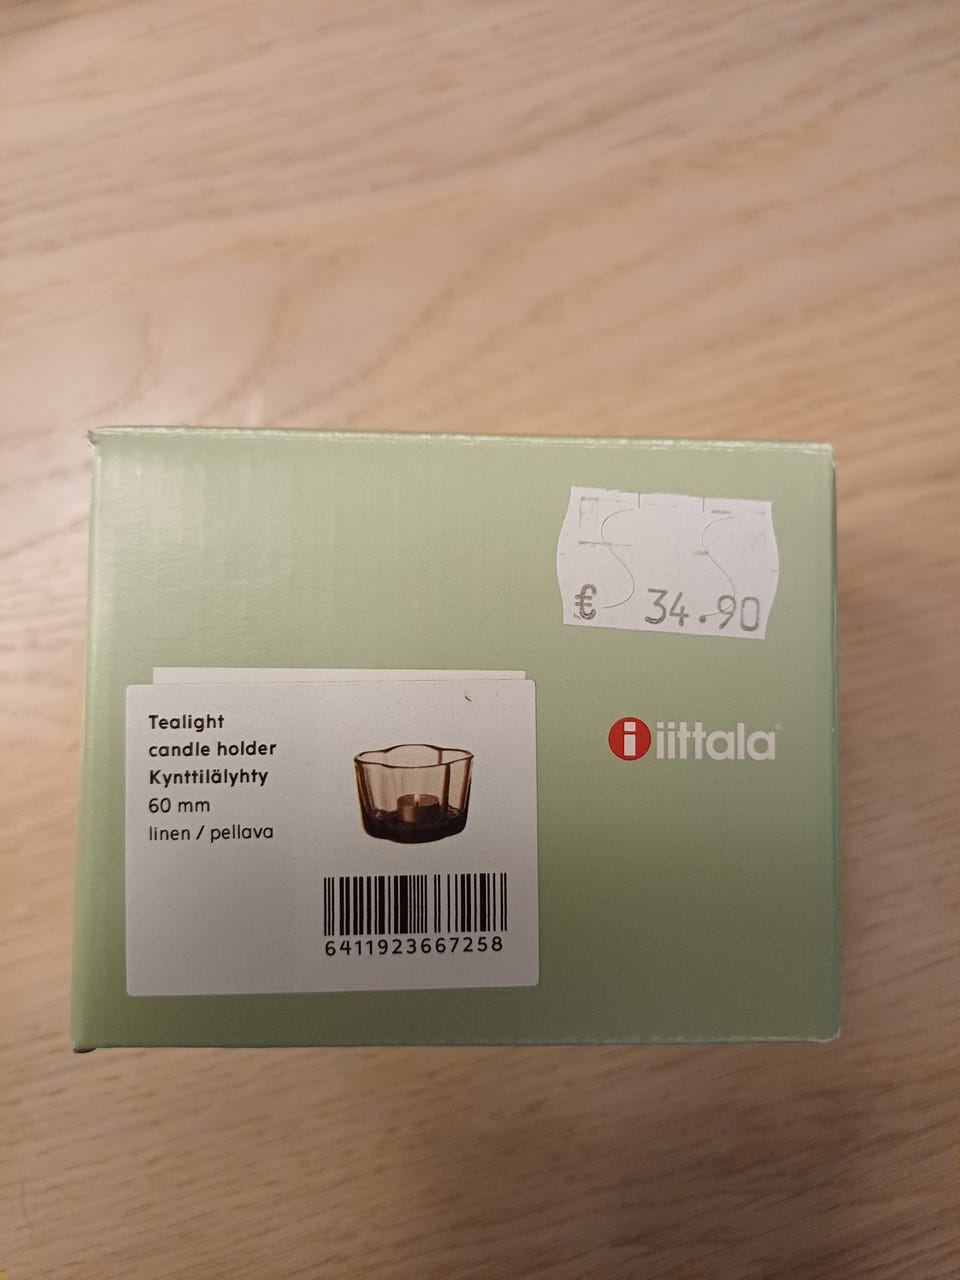 € 34.90
iittala
Tealight
candle holder
Kynttilälyhty
60 mm
linen / pellava
6411923667258